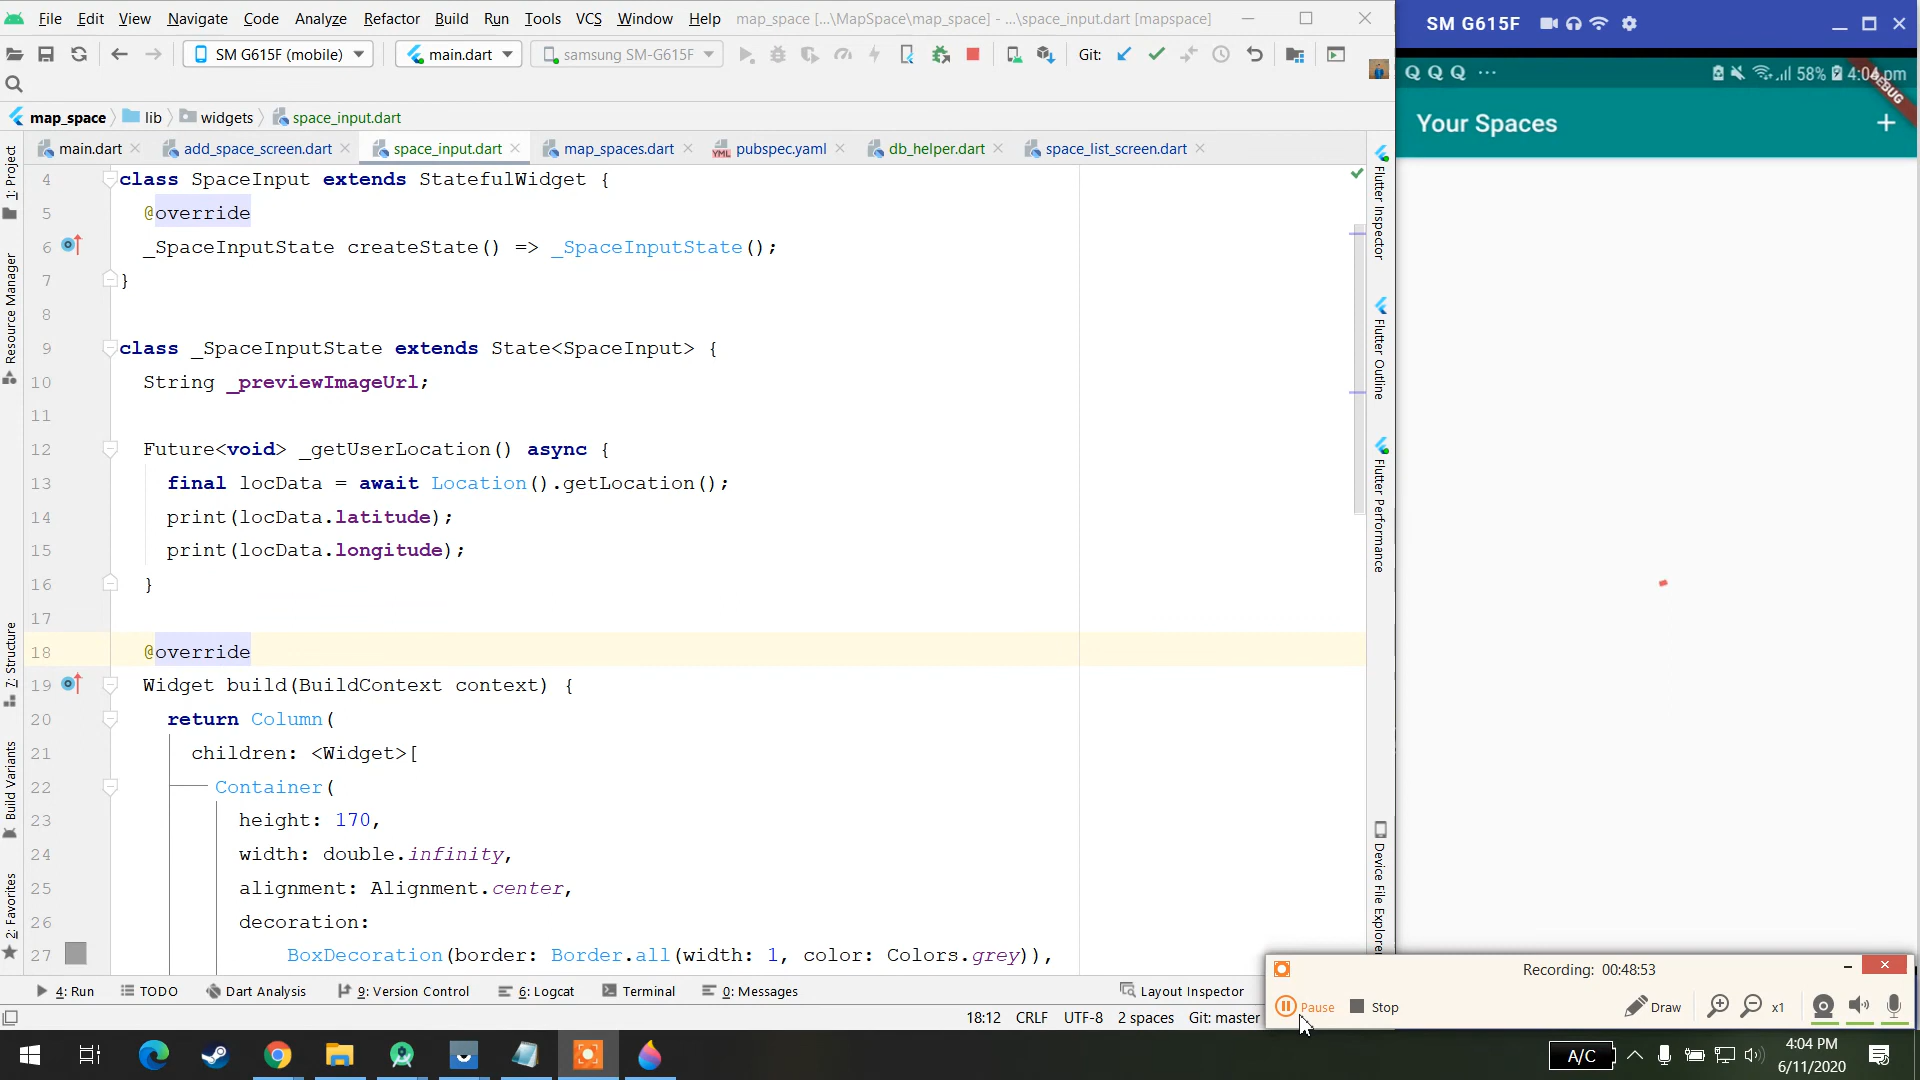 File Edit View Navigate Code Analyze Refactor Build Run Tools VCS Window Help map_space [...\MapSpace\map_space] - ...\space_input.dart [mapspace]
SM G615F (mobile) main.dart samsung SM-G615F Git:
map_space lib widgets space_input.dart
main.dart add_space_screen.dart space_input.dart map_spaces.dart pubspec.yaml db_helper.dart space_list_screen.dart
4 class SpaceInput extends StatefulWidget {
5 @override
6 _SpaceInputState createState() => _SpaceInputState();
7 }
8
9 class _SpaceInputState extends State<SpaceInput> {
10 String _previewImageUrl;
11
12 Future<void> _getUserLocation() async {
13 final locData = await Location().getLocation();
14 print(locData.latitude);
15 print(locData.longitude);
16 }
17
18 @override
19 Widget build(BuildContext context) {
20 return Column(
21 children: <Widget>[
22 Container(
23 height: 170,
24 width: double.infinity,
25 alignment: Alignment.center,
26 decoration:
27 BoxDecoration(border: Border.all(width: 1, color: Colors.grey)),
1: Project
Resource Manager
7: Structure
Build Variants
2: Favorites
Flutter Inspector
Flutter Outline
Flutter Performance
Device File Explorer
4: Run TODO Dart Analysis 9: Version Control 6: Logcat Terminal 0: Messages Layout Inspector
18:12 CRLF UTF-8 2 spaces Git: master
SM G615F
58% 4:04 pm
DEBUG
Your Spaces
Recording: 00:48:53
Pause Stop Draw x1
A/C
4:04 PM
6/11/2020